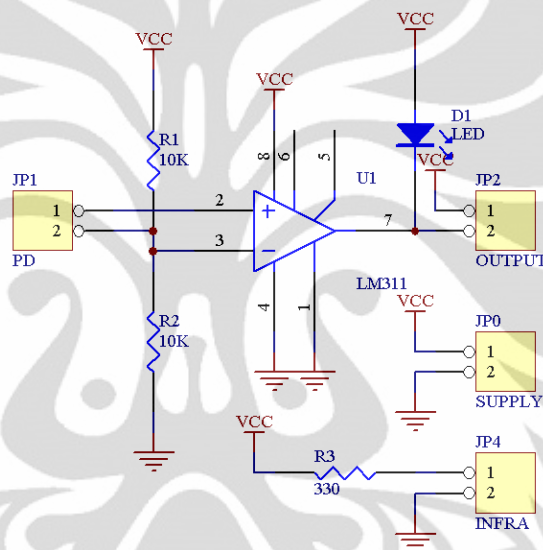 VCC
VCC
VCC
R1
10K
D1
LED
8
6
5
U1
VCC
JP1
1
2
PD
2
+
3
-
7
JP2
1
2
OUTPUT
4
1
LM311
R2
10K
VCC
JP0
1
2
SUPPLY
VCC
R3
330
JP4
1
2
INFRA